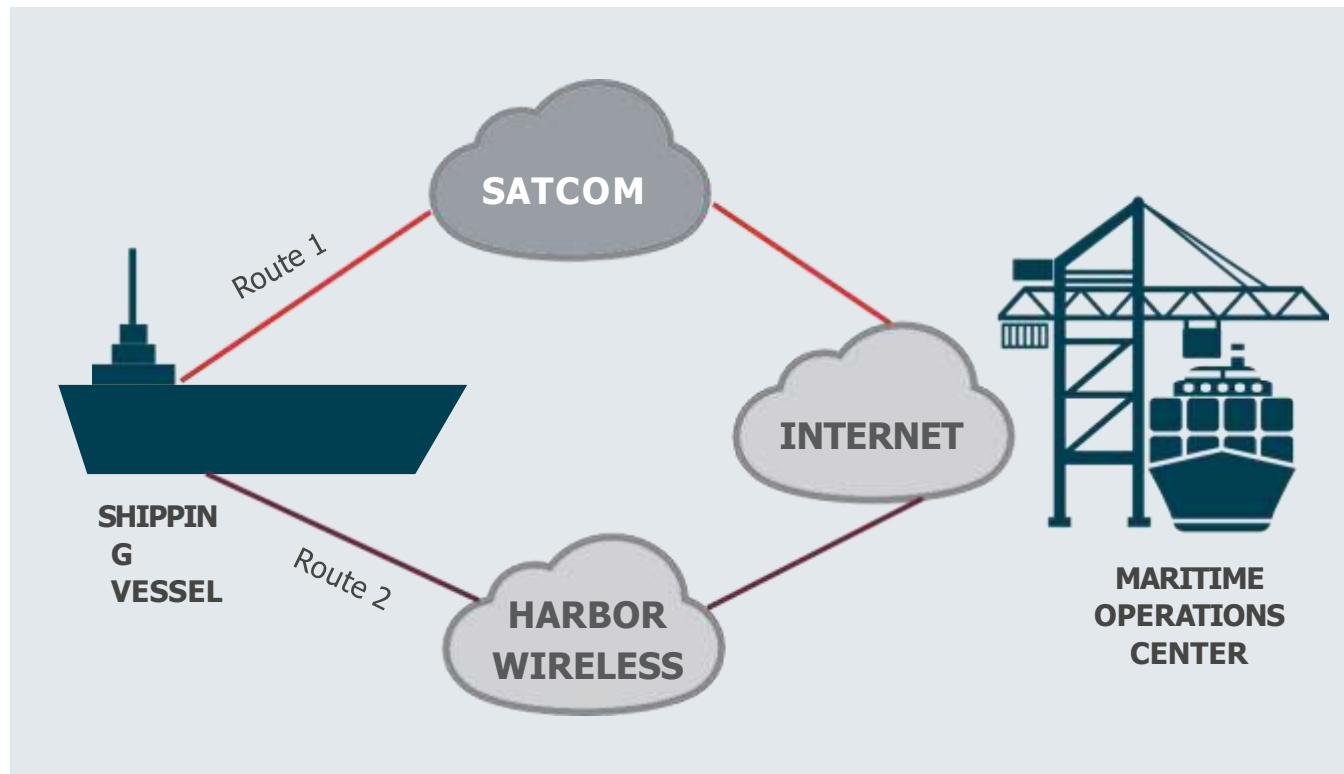 SATCOM
Route 1
INTERNET
SHIPPIN
G
VESSEL
Route 2
HARBOR
WIRELESS
MARITIME
OPERATIONS
CENTER